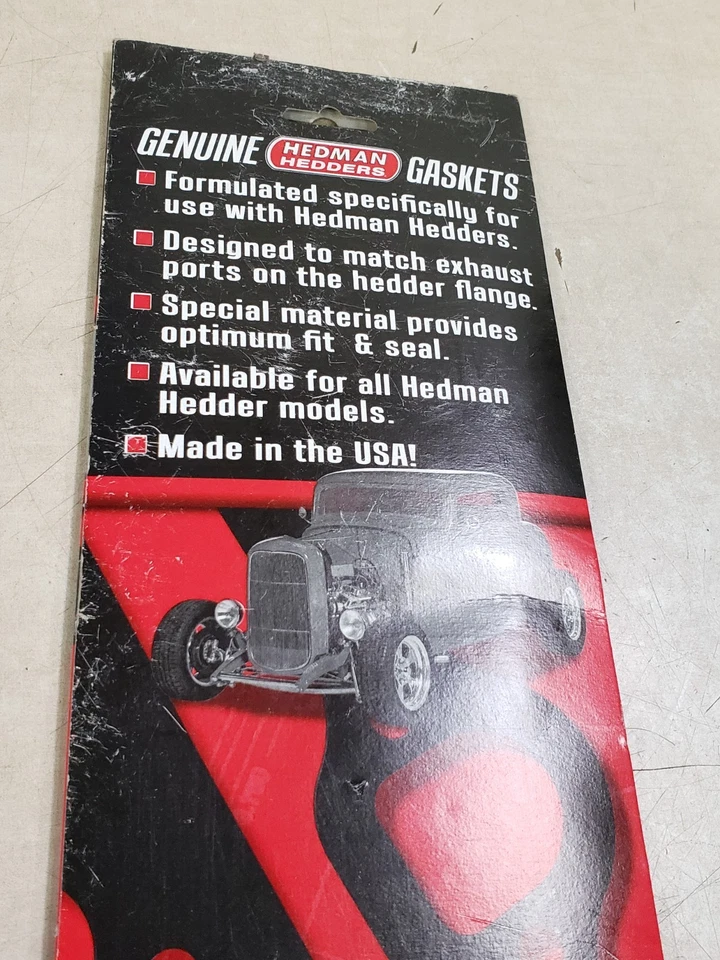 GENUINE HEDMAN HEDDERS GASKETS
Formulated specifically for
use with Hedman Hedders.
Designed to match exhaust
ports on the hedder flange.
Special material provides
optimum fit & seal.
Available for all Hedman
Hedder models.
Made in the USA!